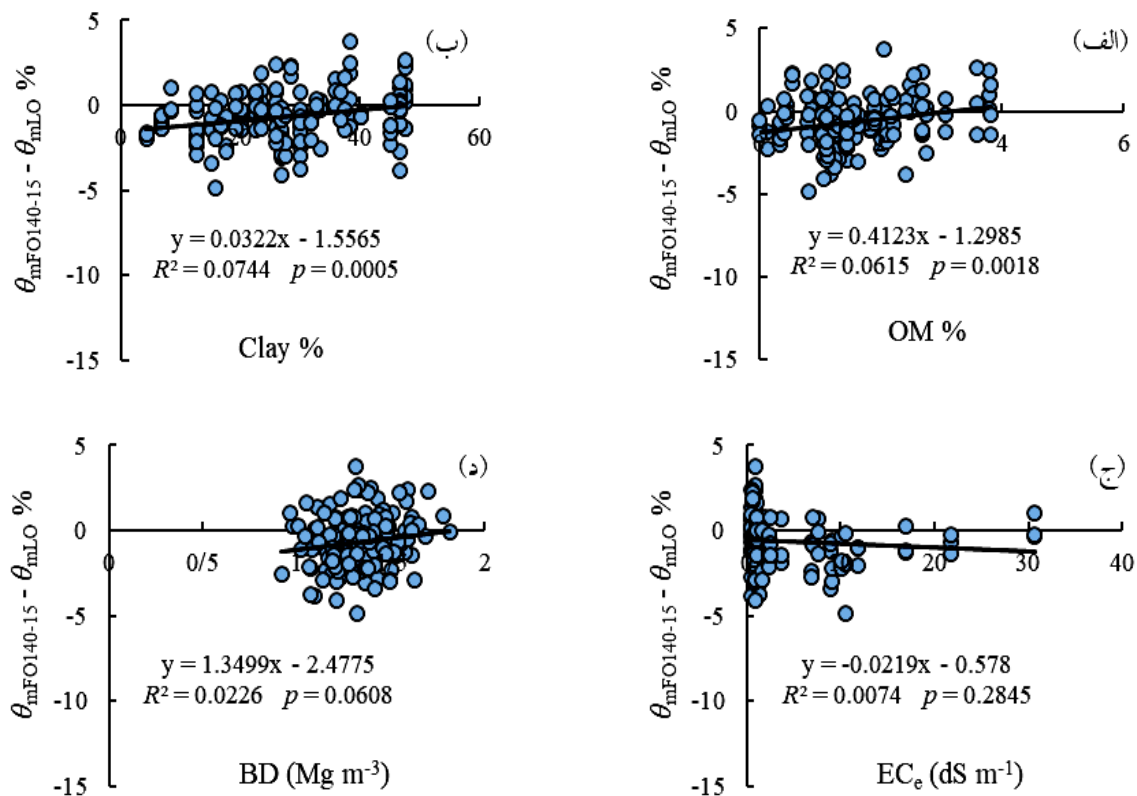 (الف)
θmFO140-15 - θmLO %
5
0
-5
-10
-15
4
6
y = 0.4123x - 1.2985
R² = 0.0615 p = 0.0018
OM %
(ب)
θmFO140-15 - θmLO %
5
0
-5
-10
-15
0
20
40
60
y = 0.0322x - 1.5565
R² = 0.0744 p = 0.0005
Clay %
(ج)
θmFO140-15 - θmLO %
5
0
-5
-10
-15
20
30
40
y = -0.0219x - 0.578
R² = 0.0074 p = 0.2845
ECe (dS m⁻¹)
(د)
θmFO140-15 - θmLO %
5
0
-5
-10
-15
0
0/5
2
y = 1.3499x - 2.4775
R² = 0.0226 p = 0.0608
BD (Mg m⁻³)